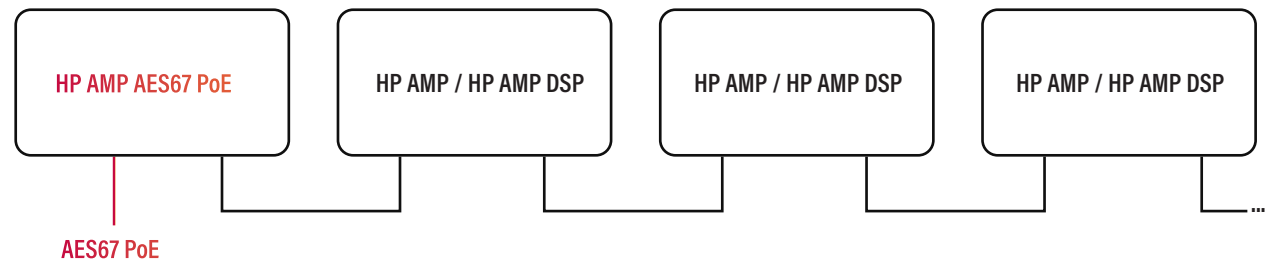 HP AMP AES67 PoE
HP AMP / HP AMP DSP
HP AMP / HP AMP DSP
HP AMP / HP AMP DSP
...
AES67 PoE